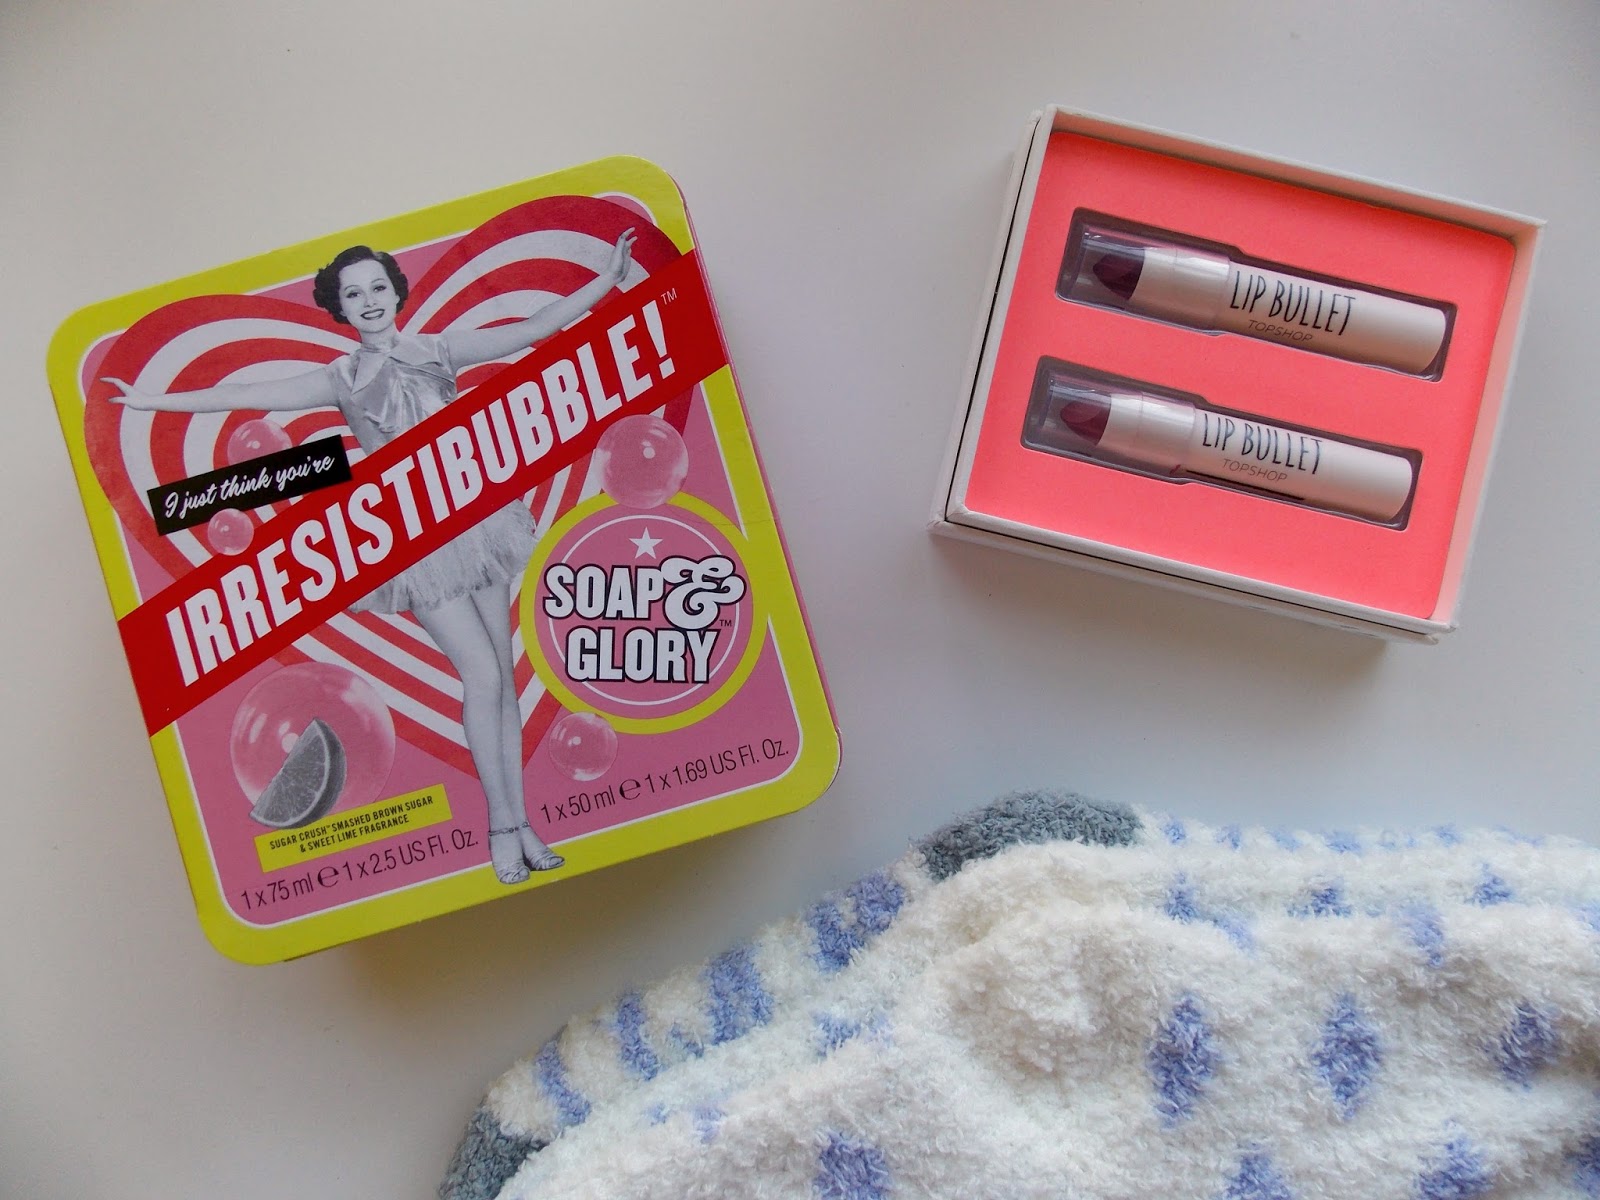 I just think you're
IRRESISTIBUBBLE!™
SOAP &
GLORY™
SUGAR CRUSH™ SMASHED BROWN SUGAR
& SWEET LIME FRAGRANCE
1 x 75 ml ℮ 1 x 2.5 US Fl. Oz.
1 x 50 ml ℮ 1 x 1.69 US Fl. Oz.
LIP BULLET
TOPSHOP
LIP BULLET
TOPSHOP